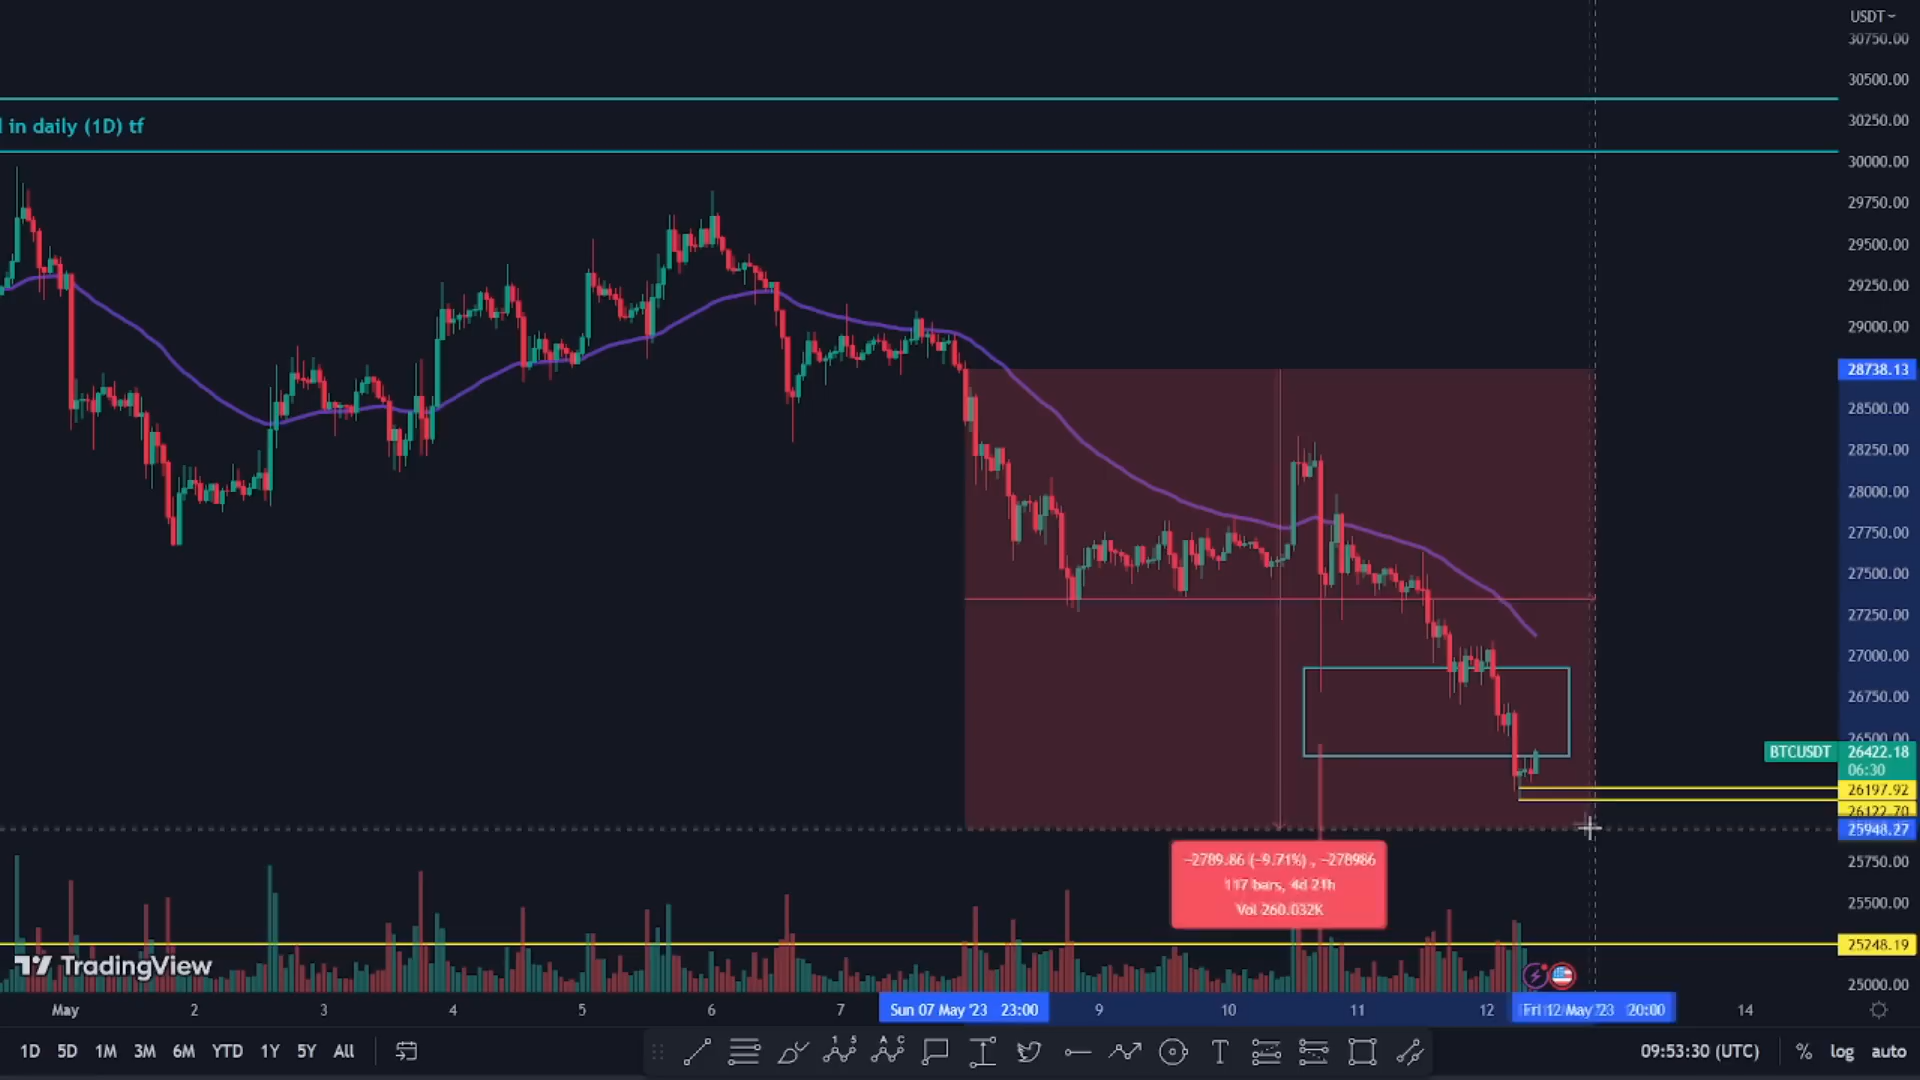 USDT
30750.00
30500.00
in daily (1D) tf
30250.00
30000.00
29750.00
29500.00
29250.00
29000.00
28738.13
28500.00
28250.00
28000.00
27750.00
27500.00
27250.00
27000.00
26750.00
26500.00
BTCUSDT 26422.18
06:30
26197.92
26122.70
25948.27
−2789.86 (−9.71%) , −278986
117 bars, 4d 21h
Vol 260.032K
25750.00
25500.00
25248.19
TradingView
25000.00
May 2 3 4 5 6 7 Sun 07 May '23 23:00 9 10 11 12 Fri 12 May '23 20:00 14
1D 5D 1M 3M 6M YTD 1Y 5Y All 09:53:30 (UTC) % log auto